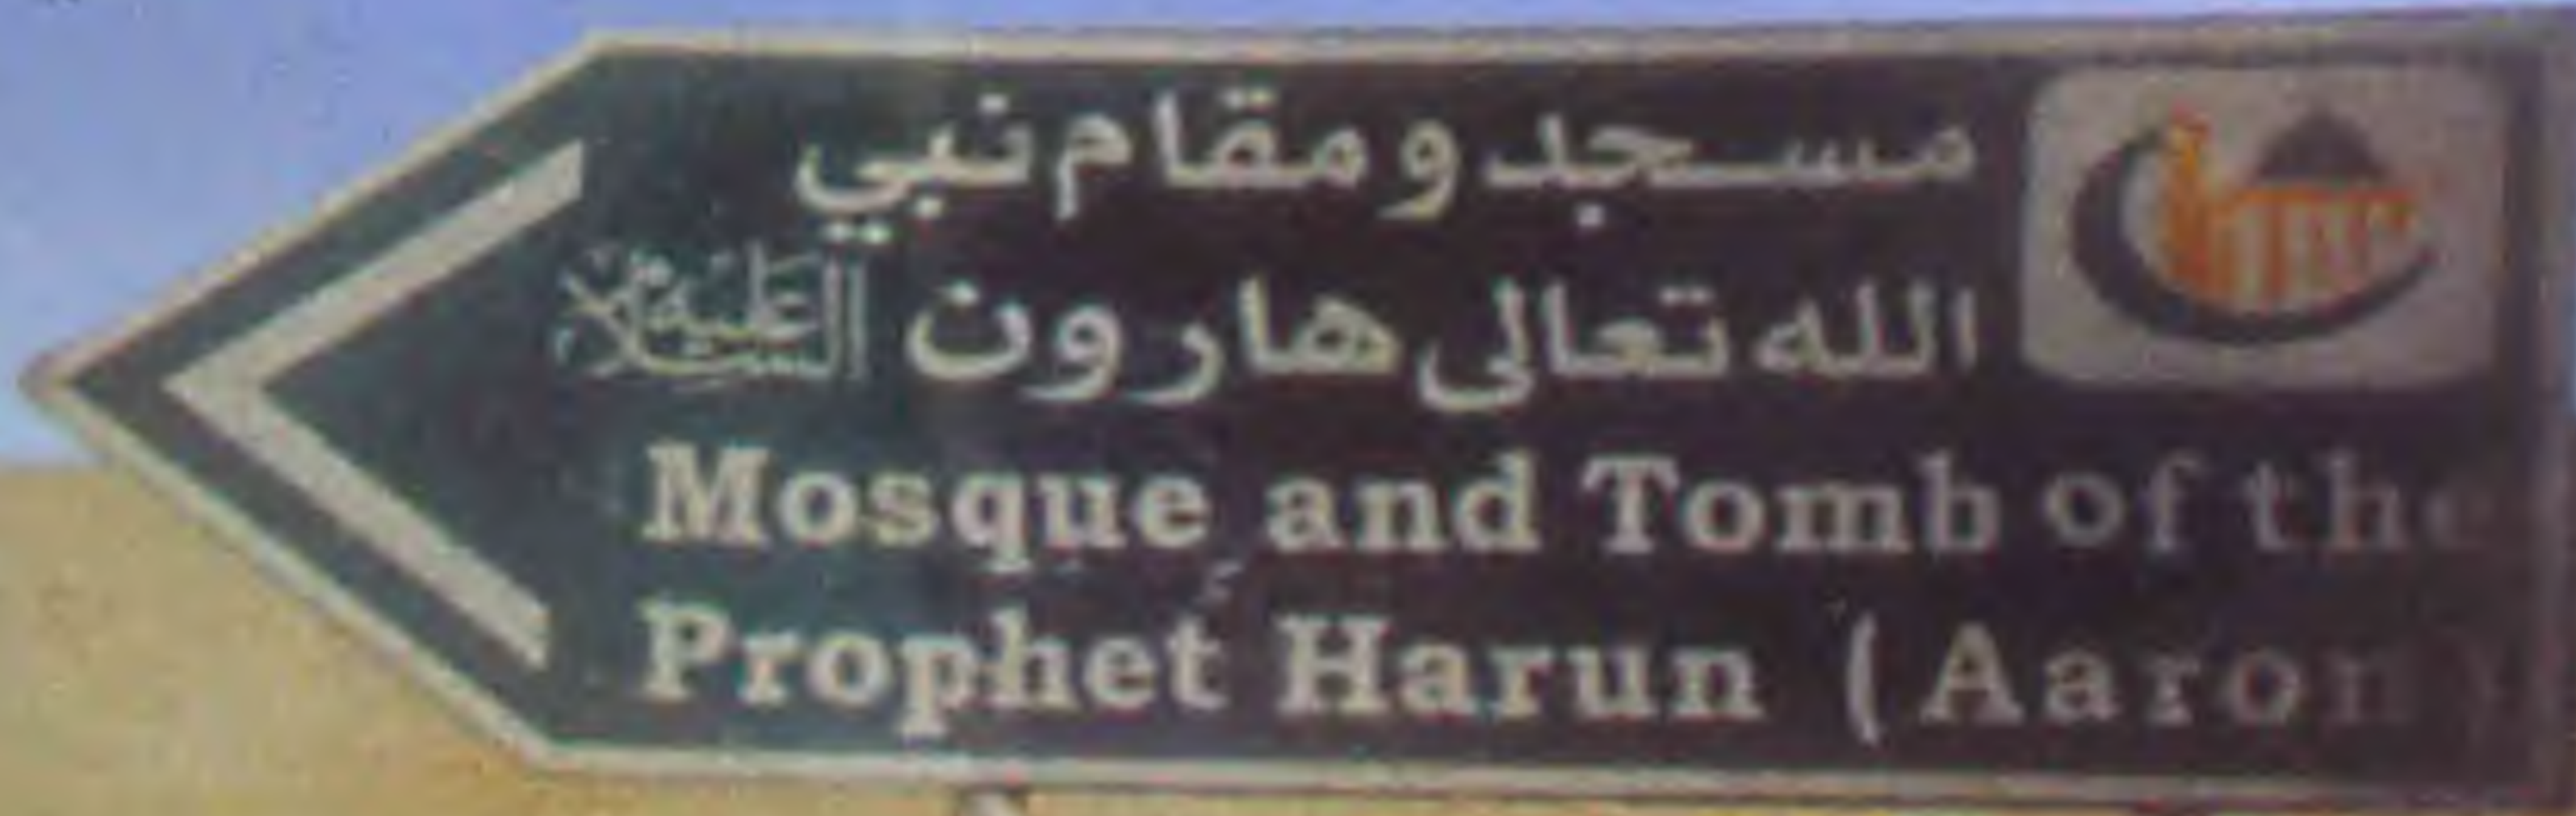 مسجد ومقام نبي
الله تعالى هارون عليه السلام
Mosque and Tomb of the
Prophet Harun (Aaron)